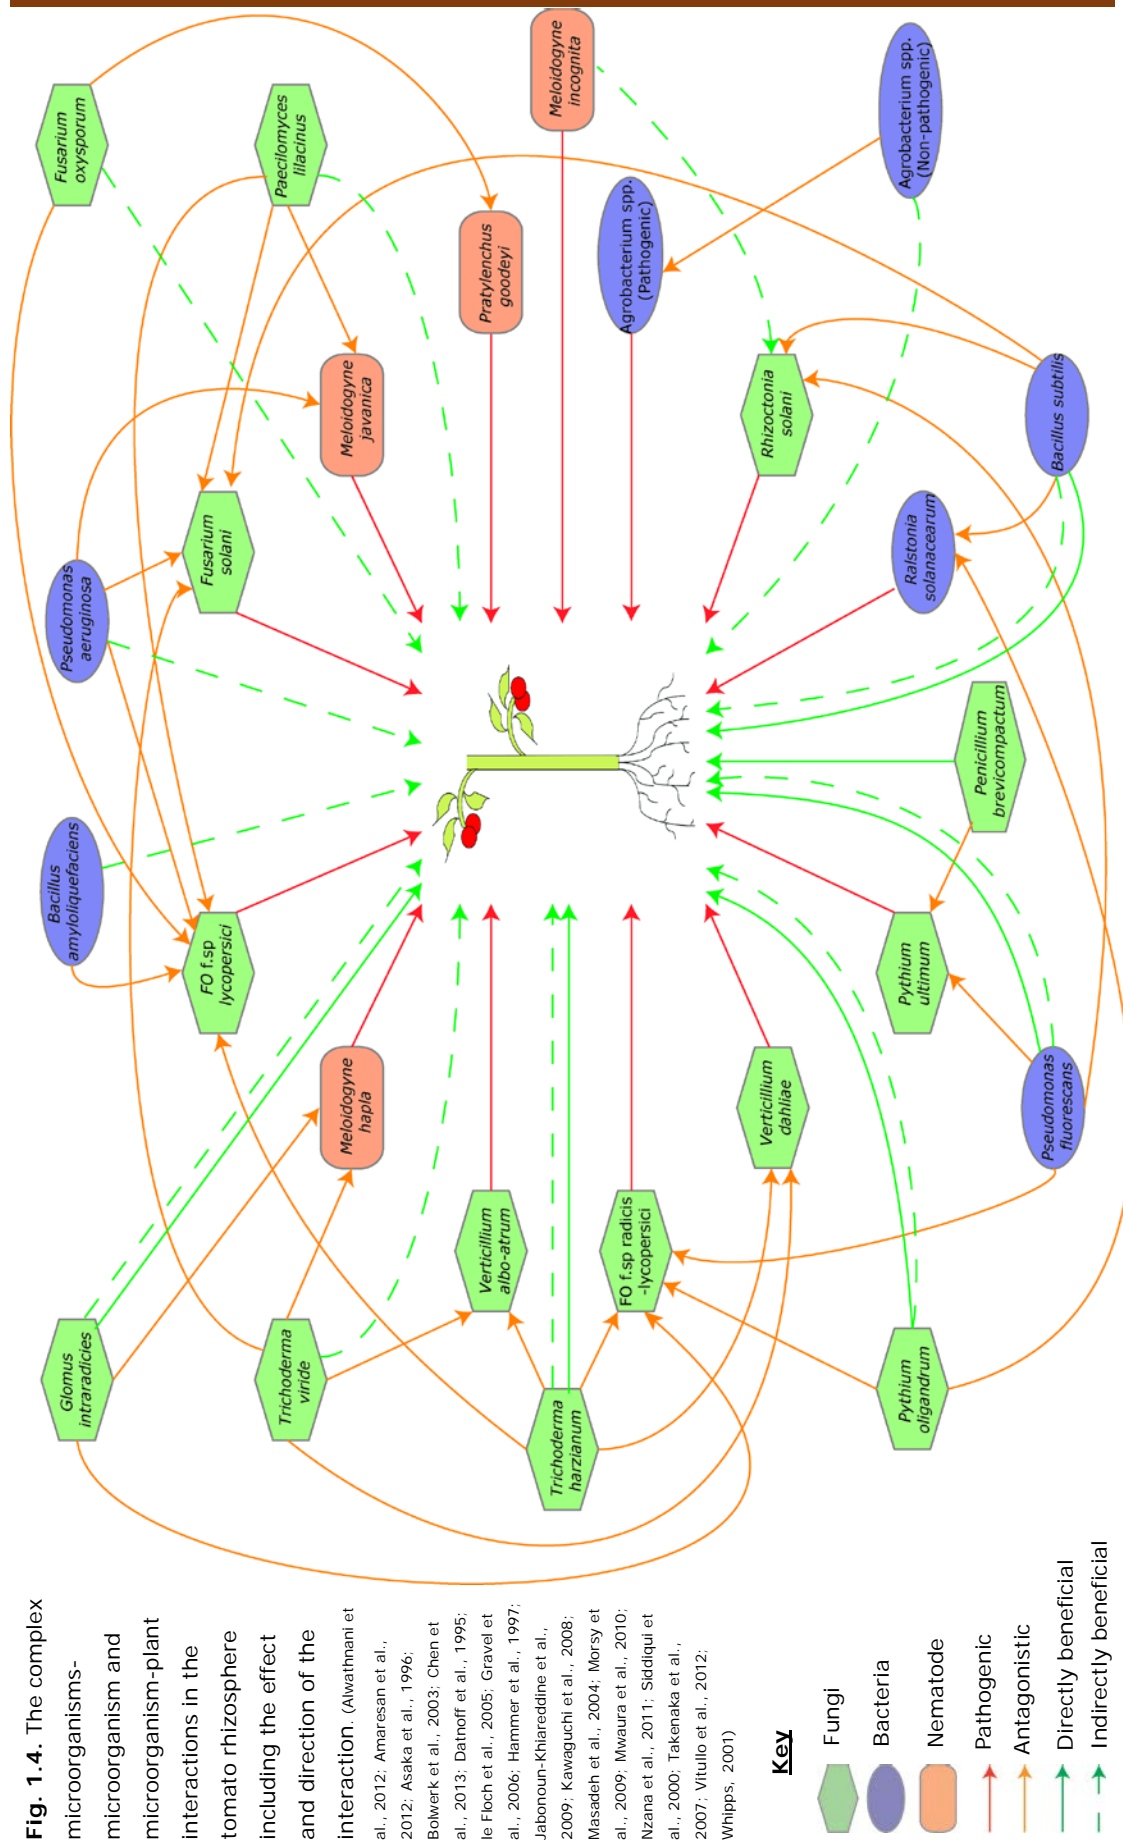 Fig. 1.4. The complex
microorganisms-
microorganism and
microorganism-plant
interactions in the
tomato rhizosphere
including the effect
and direction of the
interaction. (Alwathnani et
al., 2012; Amaresan et al.,
2012; Asaka et al., 1996;
Bolwerk et al., 2003; Chen et
al., 2013; Datnoff et al., 1995;
le Floch et al., 2005; Gravel et
al., 2006; Hammer et al., 1997;
Jabonoun-Khiareddine et al.,
2009; Kawaguchi et al., 2008;
Masadeh et al., 2004; Morsy et
al., 2009; Mwaura et al., 2010;
Nzana et al., 2011; Siddiqui et
al., 2000; Takenaka et al.,
2007; Vitullo et al., 2012;
Whipps, 2001)
Key
Fungi
Bacteria
Nematode
Pathogenic
Antagonistic
Directly beneficial
Indirectly beneficial
Glomus
intraradicies
Bacillus
amyloliquefaciens
Pseudomonas
aeruginosa
Fusarium
oxysporum
Trichoderma
viride
FO f.sp
lycopersici
Fusarium
solani
Paecilomyces
lilacinus
Meloidogyne
hapla
Meloidogyne
javanica
Verticillium
albo-atrum
Pratylenchus
goodeyi
Trichoderma
harzianum
Meloidogyne
incognita
FO f.sp radicis
-lycopersici
Agrobacterium spp.
(Pathogenic)
Verticillium
dahliae
Rhizoctonia
solani
Pythium
oligandrum
Pythium
ultimum
Ralstonia
solanacearum
Agrobacterium spp.
(Non-pathogenic)
Penicillium
brevicompactum
Pseudomonas
fluorescans
Bacillus subtilis